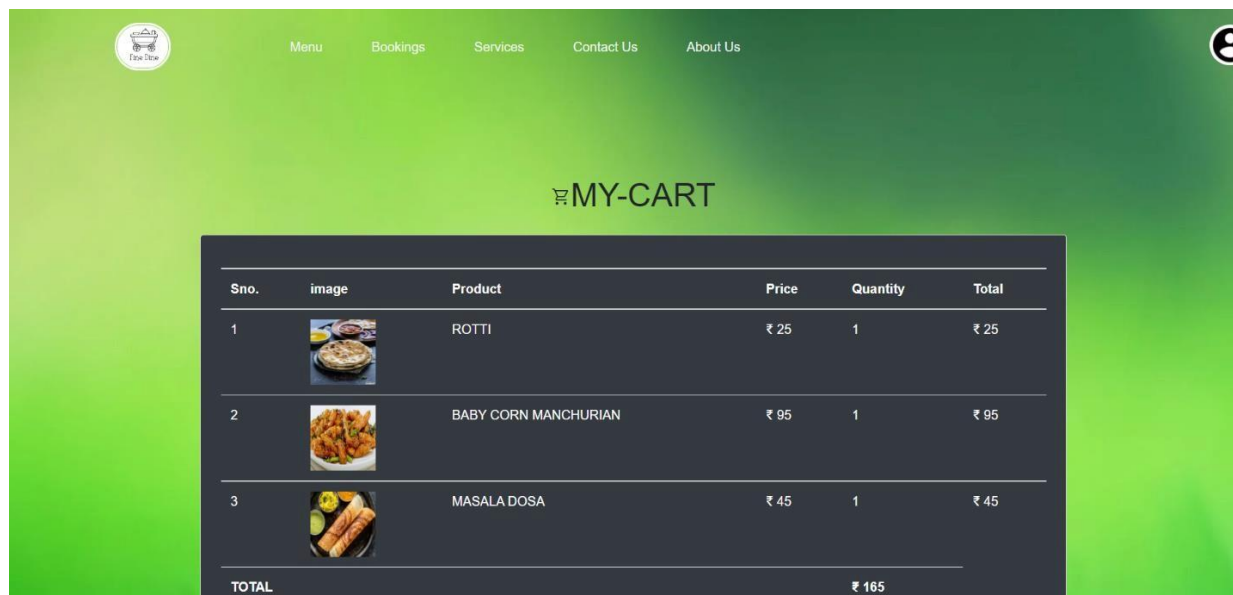 Fine Dine
Menu Bookings Services Contact Us About Us
MY-CART
Sno. image Product Price Quantity Total
1 ROTTI ₹ 25 1 ₹ 25
2 BABY CORN MANCHURIAN ₹ 95 1 ₹ 95
3 MASALA DOSA ₹ 45 1 ₹ 45
TOTAL ₹ 165